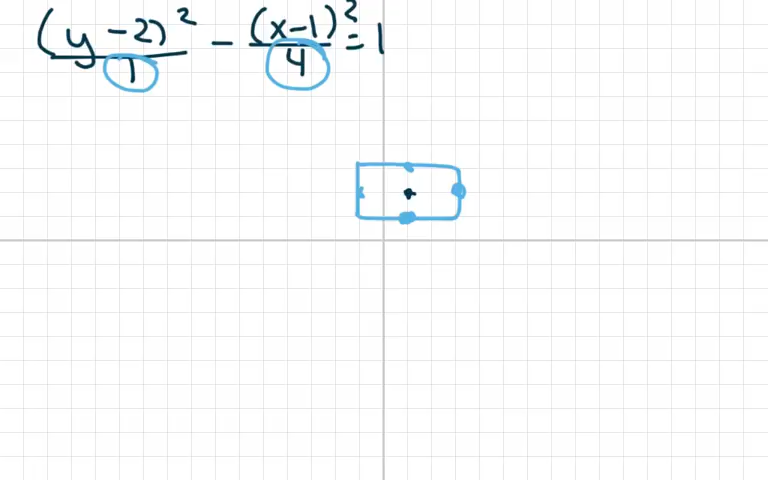 (y-2)²/1 - (x-1)²/4 = 1